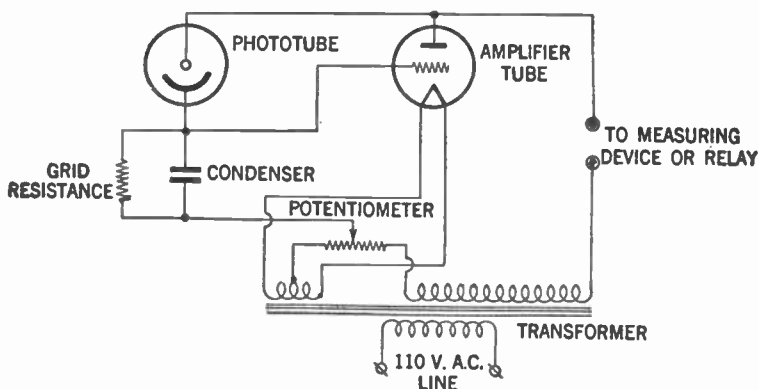 PHOTOTUBE
AMPLIFIER
TUBE
TO MEASURING
DEVICE OR RELAY
GRID
RESISTANCE
CONDENSER
POTENTIOMETER
TRANSFORMER
110 V. A.C.
LINE